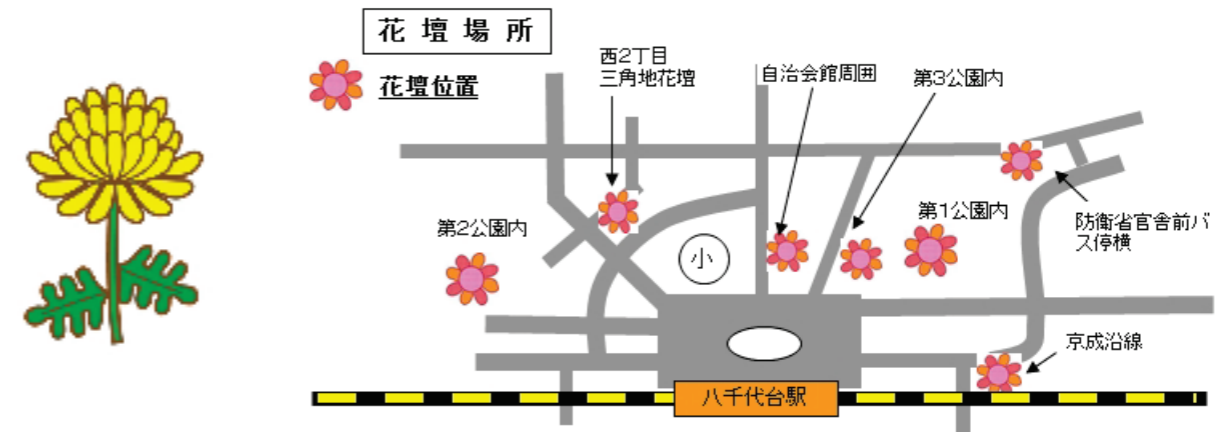 花 壇 場 所
花壇位置
西2丁目
三角地花壇
自治会館周囲
第3公園内
第2公園内
小
第1公園内
防衛省官舎前バ
ス停横
京成沿線
八千代台駅